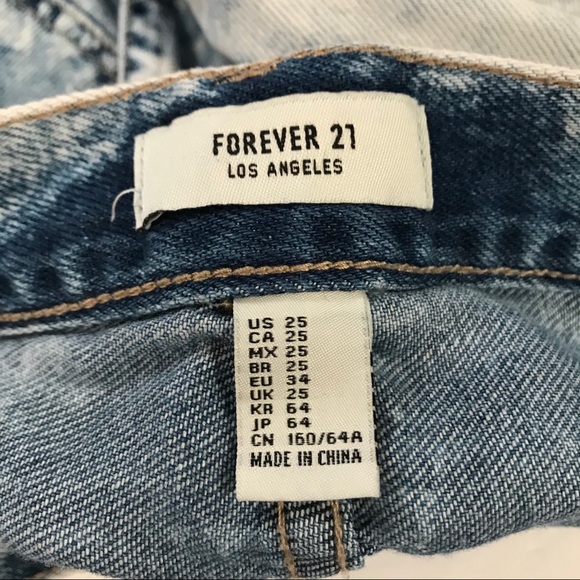 FOREVER 21
LOS ANGELES
US 25
CA 25
MX 25
BR 25
EU 34
UK 25
KR 64
JP 64
CN 160/64A
MADE IN CHINA